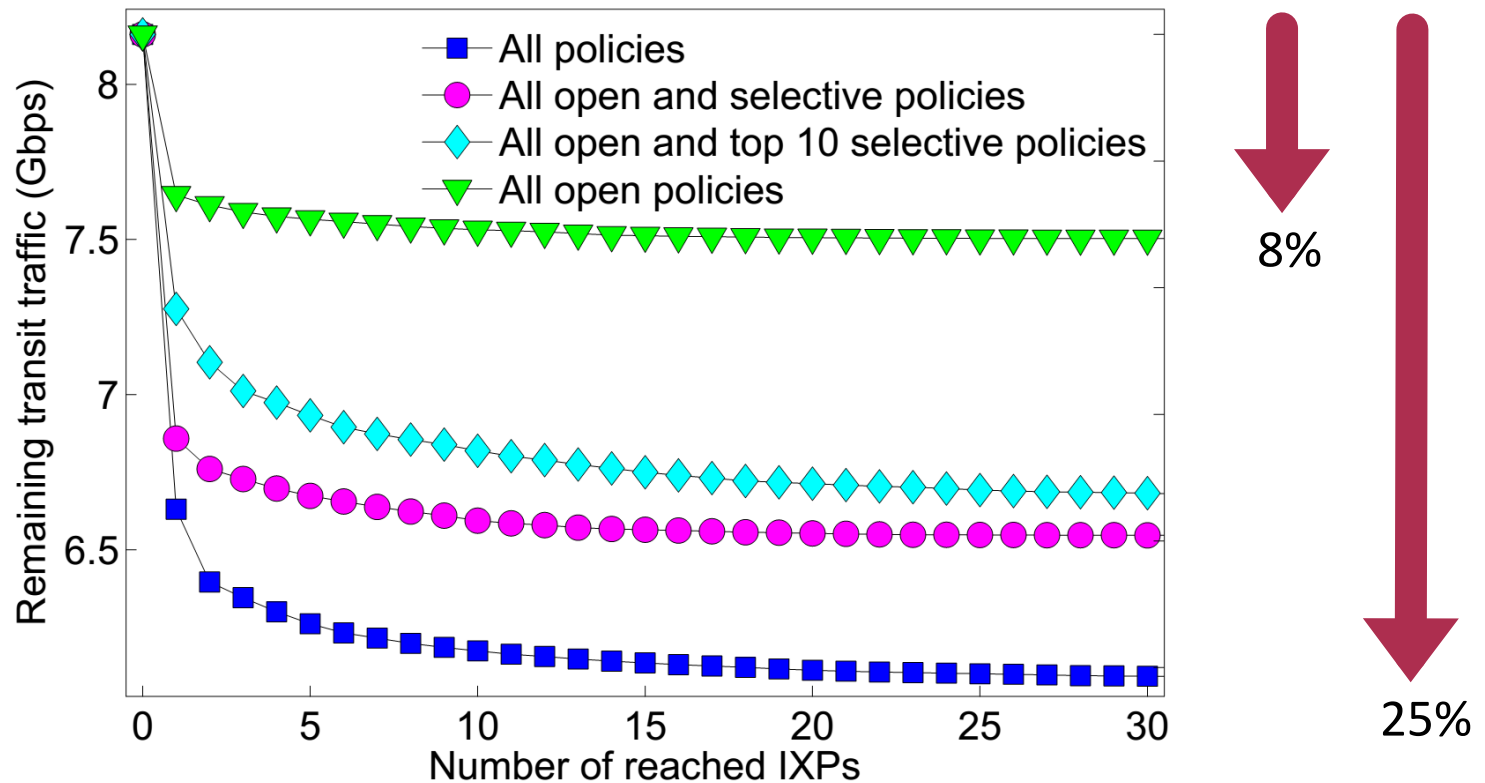 Remaining transit traffic (Gbps)
8
7.5
7
6.5
All policies
All open and selective policies
All open and top 10 selective policies
All open policies
0 5 10 15 20 25 30
Number of reached IXPs
8%
25%